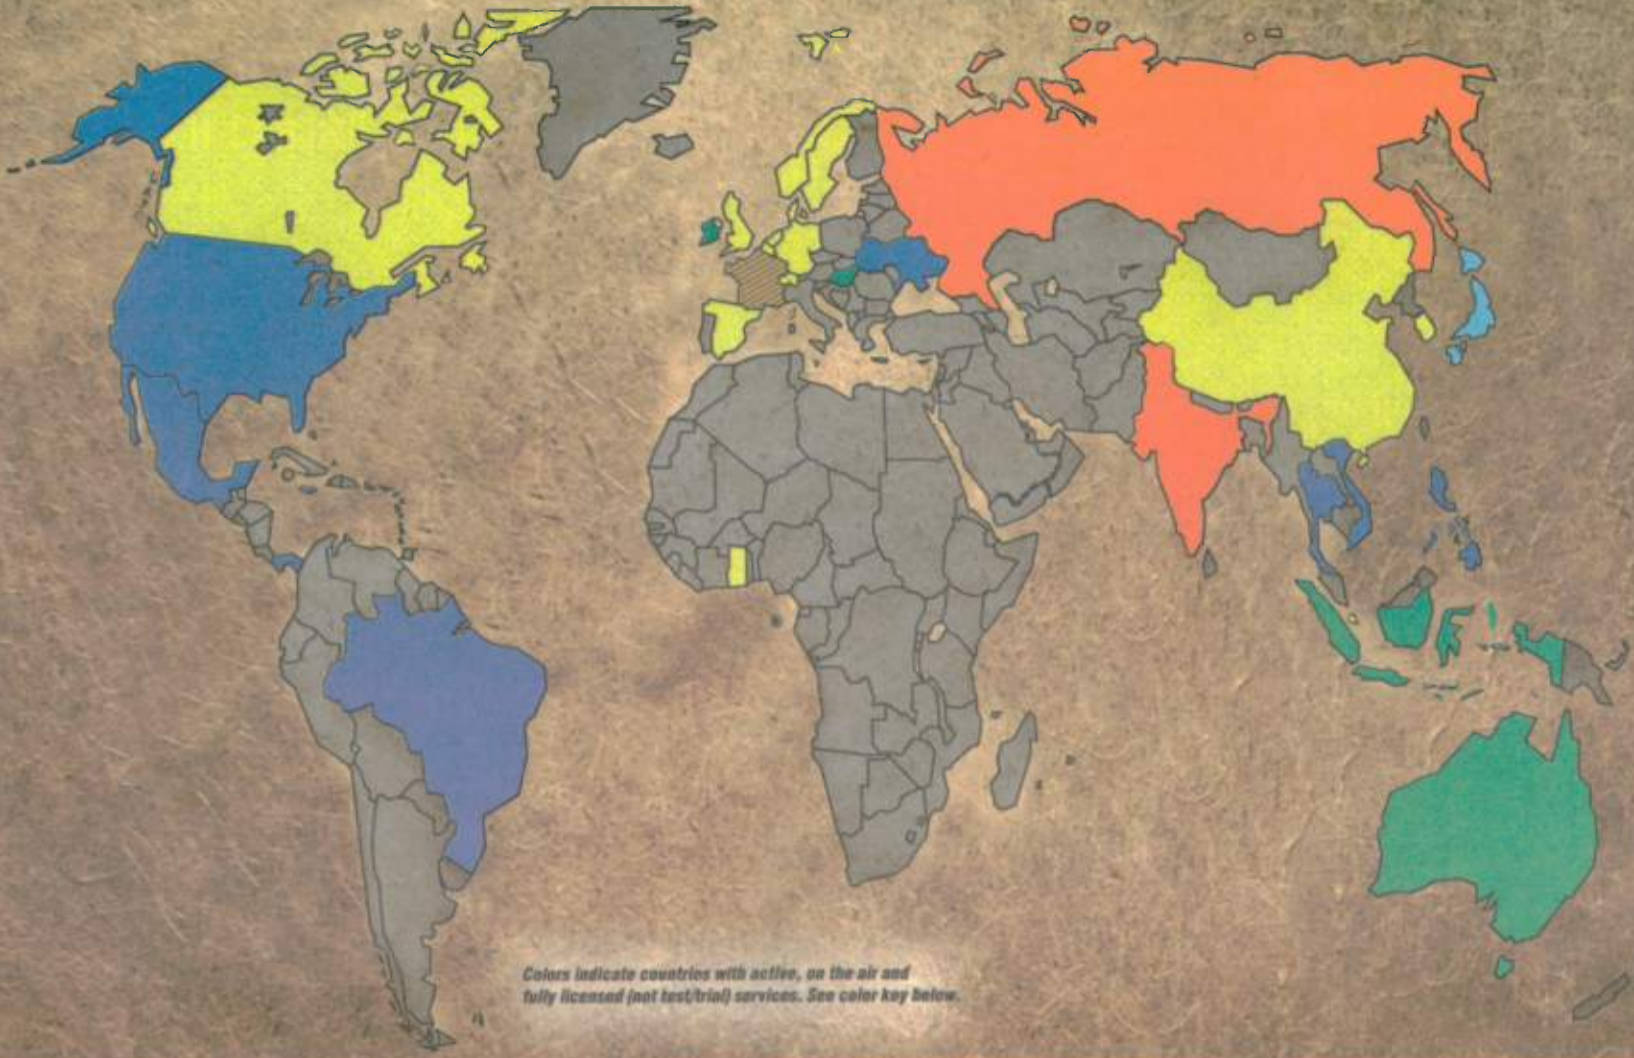 Colors indicate countries with active, on the air and
fully licensed (not test/trial) services. See color key below.